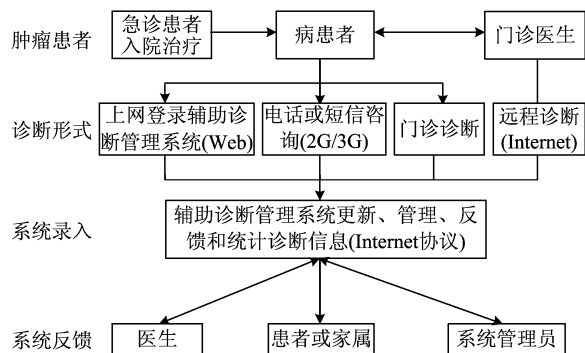 肿瘤患者
急诊患者
入院治疗
病患者
门诊医生
诊断形式
上网登录辅助诊
断管理系统(Web)
电话或短信咨
询(2G/3G)
门诊诊断
远程诊断
(Internet)
系统录入
辅助诊断管理系统更新、管理、反
馈和统计诊断信息(Internet协议)
系统反馈
医生
患者或家属
系统管理员